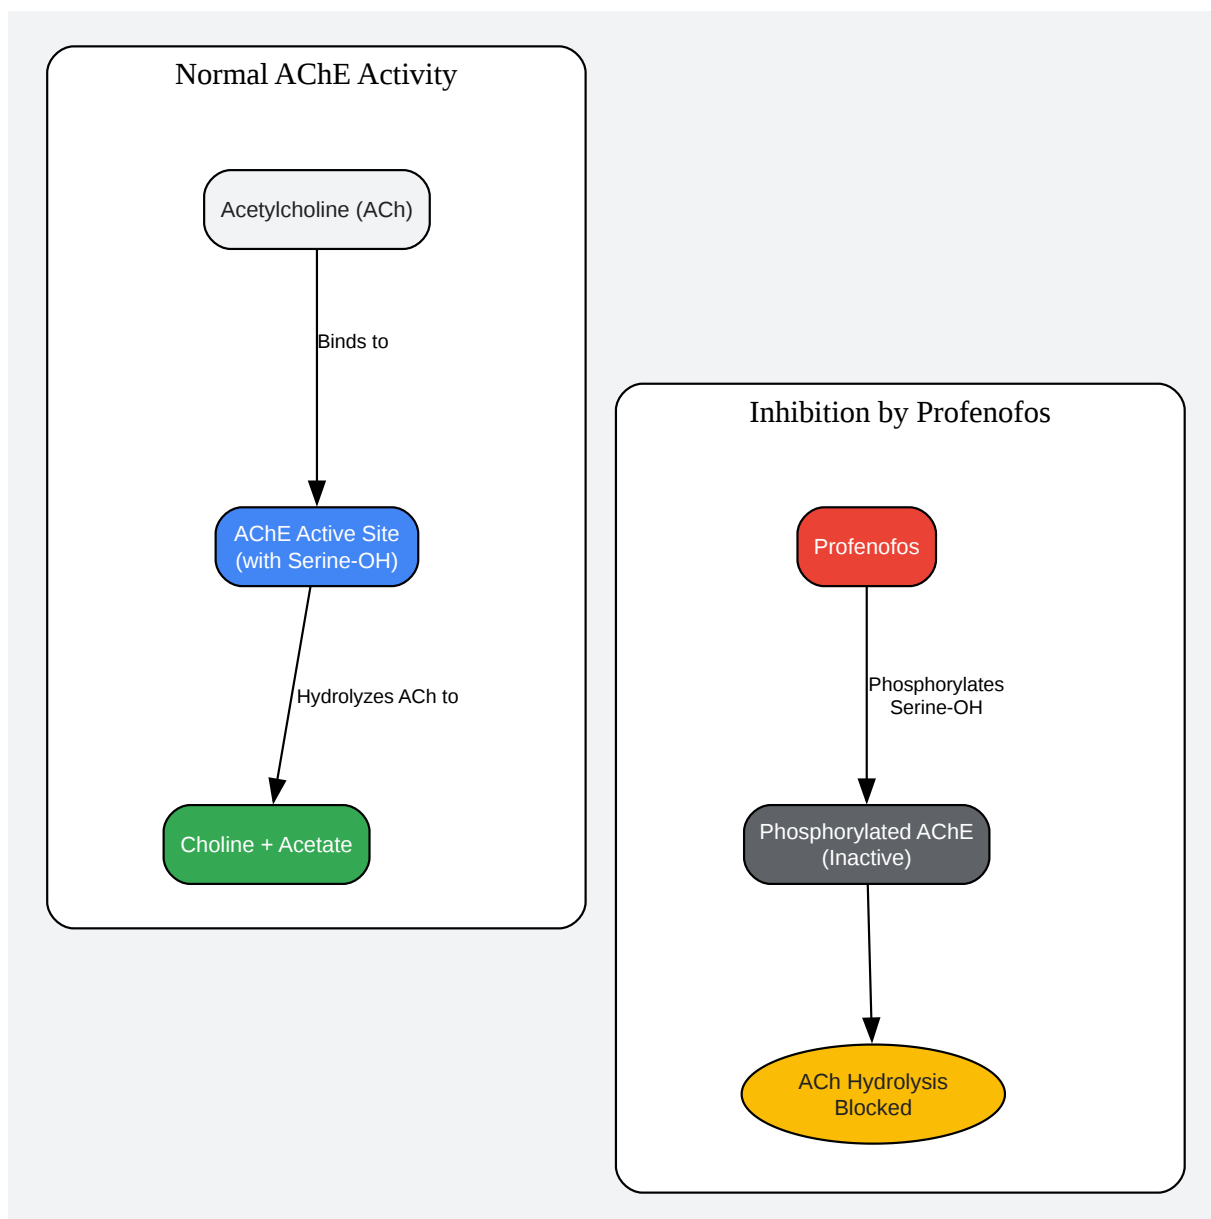 Normal AChE Activity
Acetylcholine (ACh)
Binds to
AChE Active Site
(with Serine-OH)
Hydrolyzes ACh to
Choline + Acetate
Inhibition by Profenofos
Profenofos
Phosphorylates
Serine-OH
Phosphorylated AChE
(Inactive)
ACh Hydrolysis
Blocked